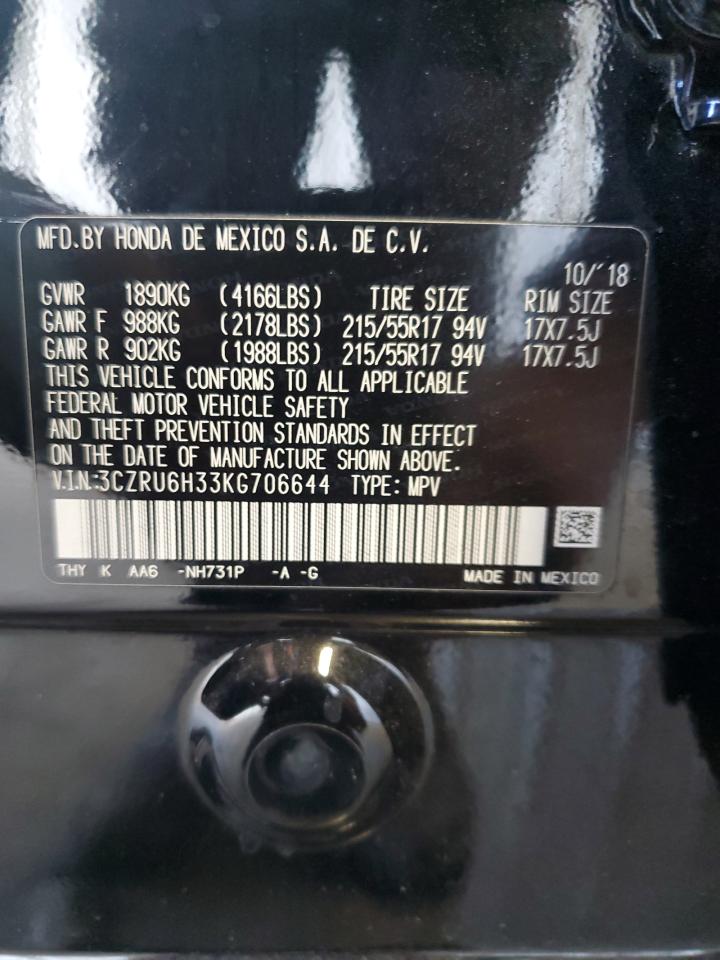 MFD.BY HONDA DE MEXICO S.A. DE C.V.
10/'18
GVWR 1890KG (4166LBS) TIRE SIZE RIM SIZE
GAWR F 988KG (2178LBS) 215/55R17 94V 17X7.5J
GAWR R 902KG (1988LBS) 215/55R17 94V 17X7.5J
THIS VEHICLE CONFORMS TO ALL APPLICABLE
FEDERAL MOTOR VEHICLE SAFETY
AND THEFT PREVENTION STANDARDS IN EFFECT
ON THE DATE OF MANUFACTURE SHOWN ABOVE.
V.I.N.:3CZRU6H33KG706644 TYPE: MPV
THY K AA6 -NH731P -A -G MADE IN MEXICO